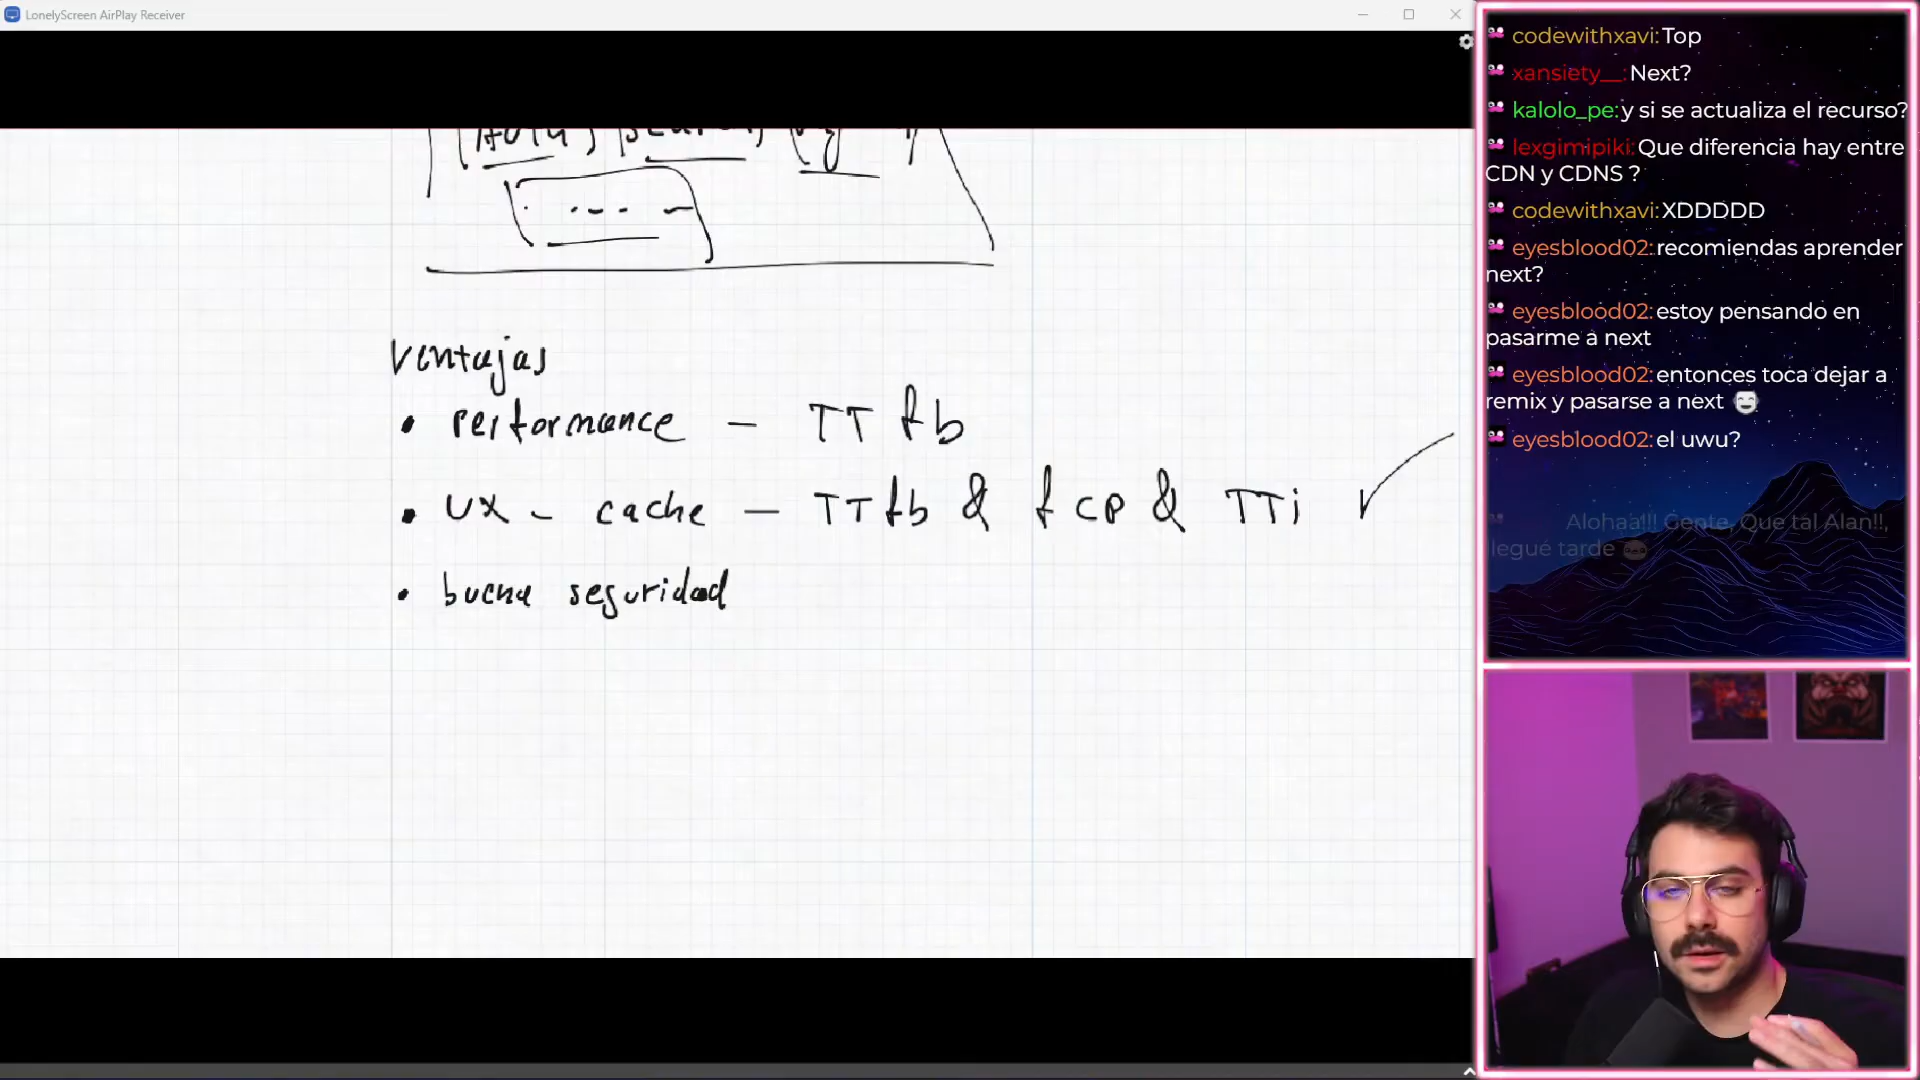 LonelyScreen AirPlay Receiver
ventajas
• performance – TTfb
• ux - cache – TTfb & fcp & TTi ✓
• buena seguridad
codewithxavi: Top
xansiety__: Next?
kalolo_pe: y si se actualiza el recurso?
lexgimipiki: Que diferencia hay entre
CDN y CDNS ?
codewithxavi: XDDDDD
eyesblood02: recomiendas aprender
next?
eyesblood02: estoy pensando en
pasarme a next
eyesblood02: entonces toca dejar a
remix y pasarse a next
eyesblood02: el uwu?
Alohaa!!! Gente, Que tal Alan!!,
llegué tarde